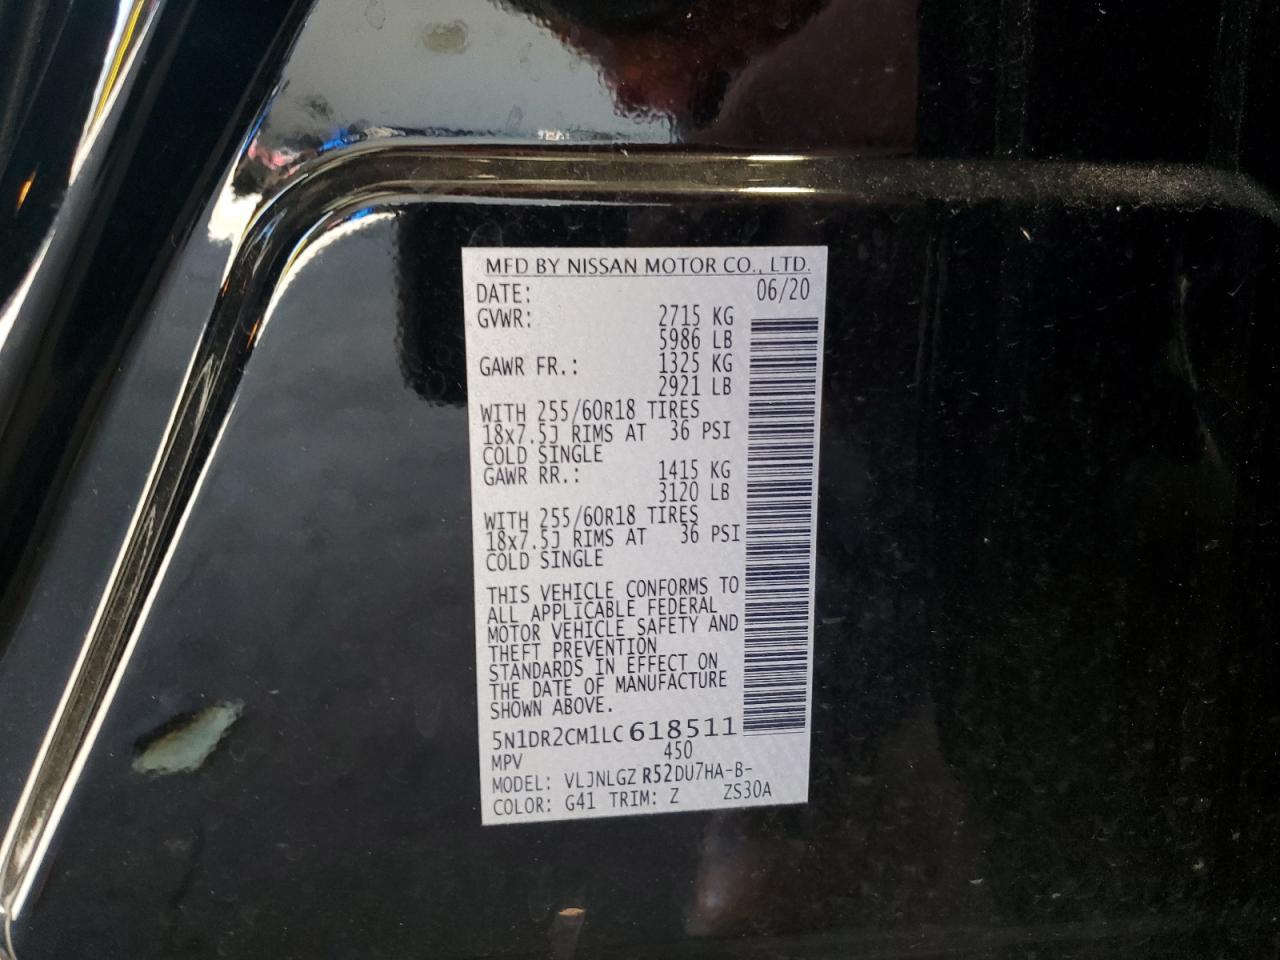 MFD BY NISSAN MOTOR CO., LTD.
DATE: 06/20
GVWR: 2715 KG
5986 LB
GAWR FR.: 1325 KG
2921 LB
WITH 255/60R18 TIRES
18x7.5J RIMS AT 36 PSI
COLD SINGLE
GAWR RR.: 1415 KG
3120 LB
WITH 255/60R18 TIRES
18x7.5J RIMS AT 36 PSI
COLD SINGLE
THIS VEHICLE CONFORMS TO
ALL APPLICABLE FEDERAL
MOTOR VEHICLE SAFETY AND
THEFT PREVENTION
STANDARDS IN EFFECT ON
THE DATE OF MANUFACTURE
SHOWN ABOVE.
5N1DR2CM1LC618511
MPV 450
MODEL: VLJNLGZ R52DU7HA-B-
COLOR: G41 TRIM: Z ZS30A